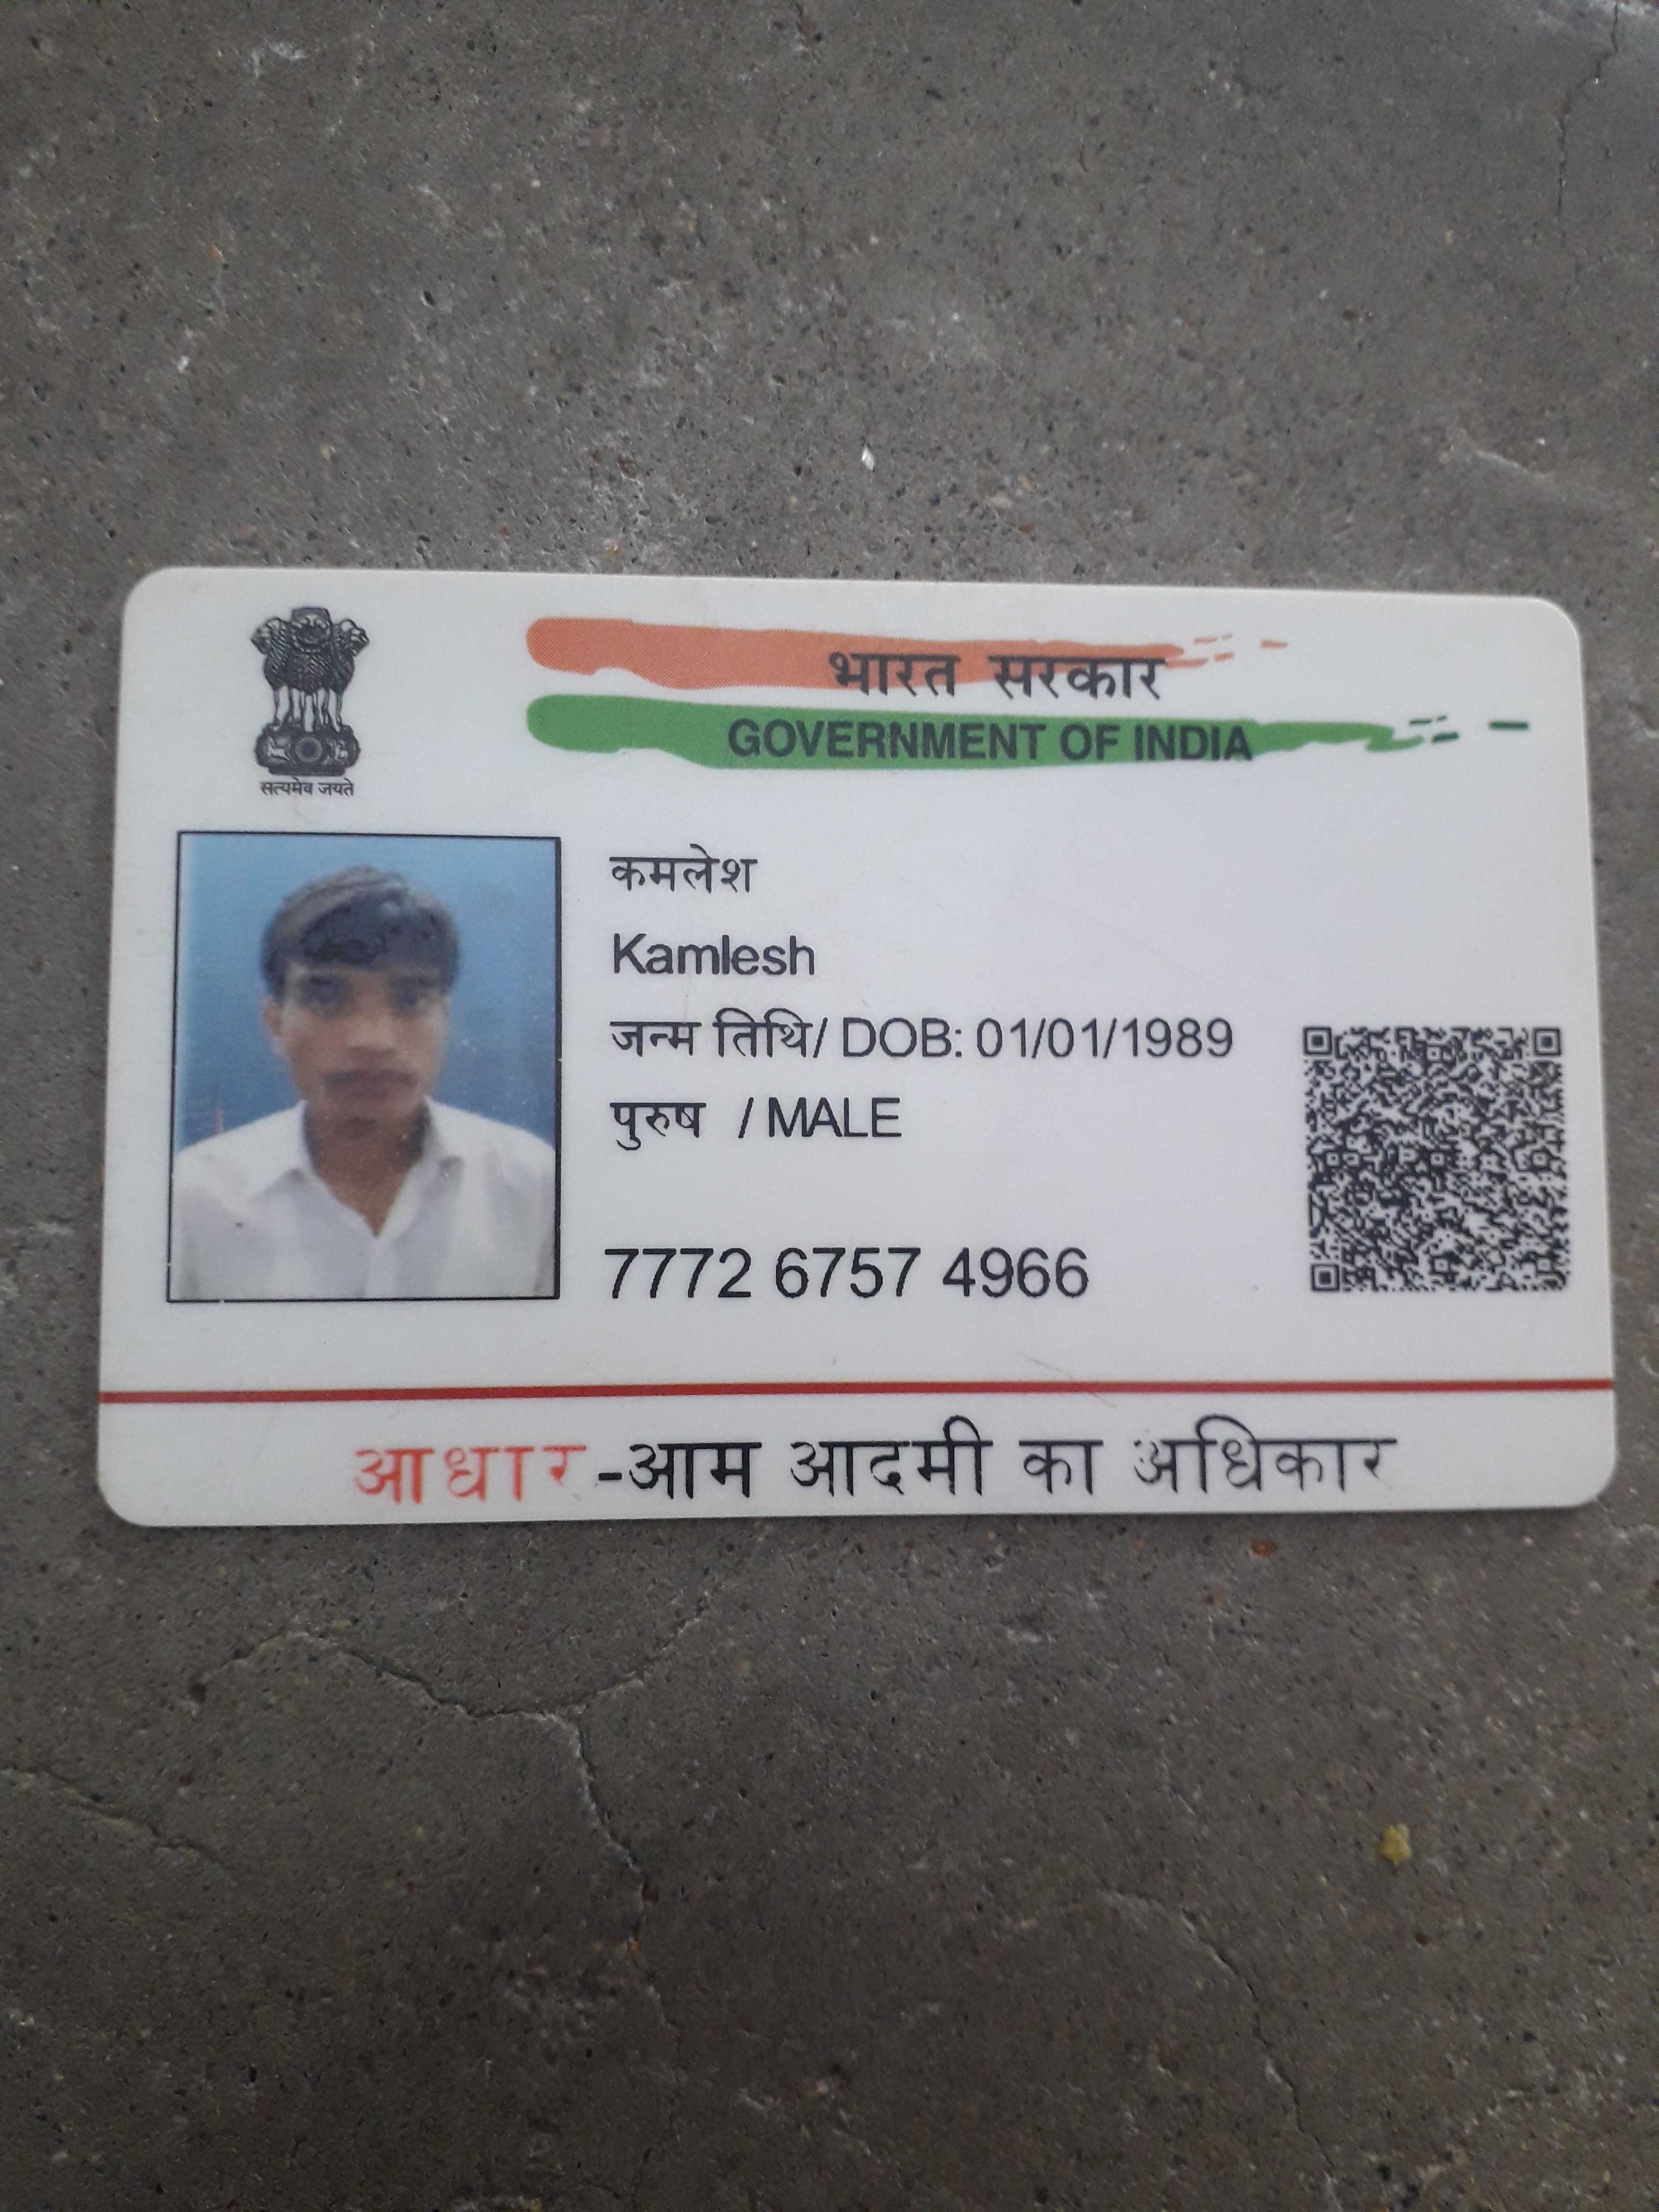 भारत सरकार
GOVERNMENT OF INDIA
सत्यमेव जयते
कमलेश
Kamlesh
जन्म तिथि/ DOB: 01/01/1989
पुरुष / MALE
7772 6757 4966
आधार -आम आदमी का अधिकार